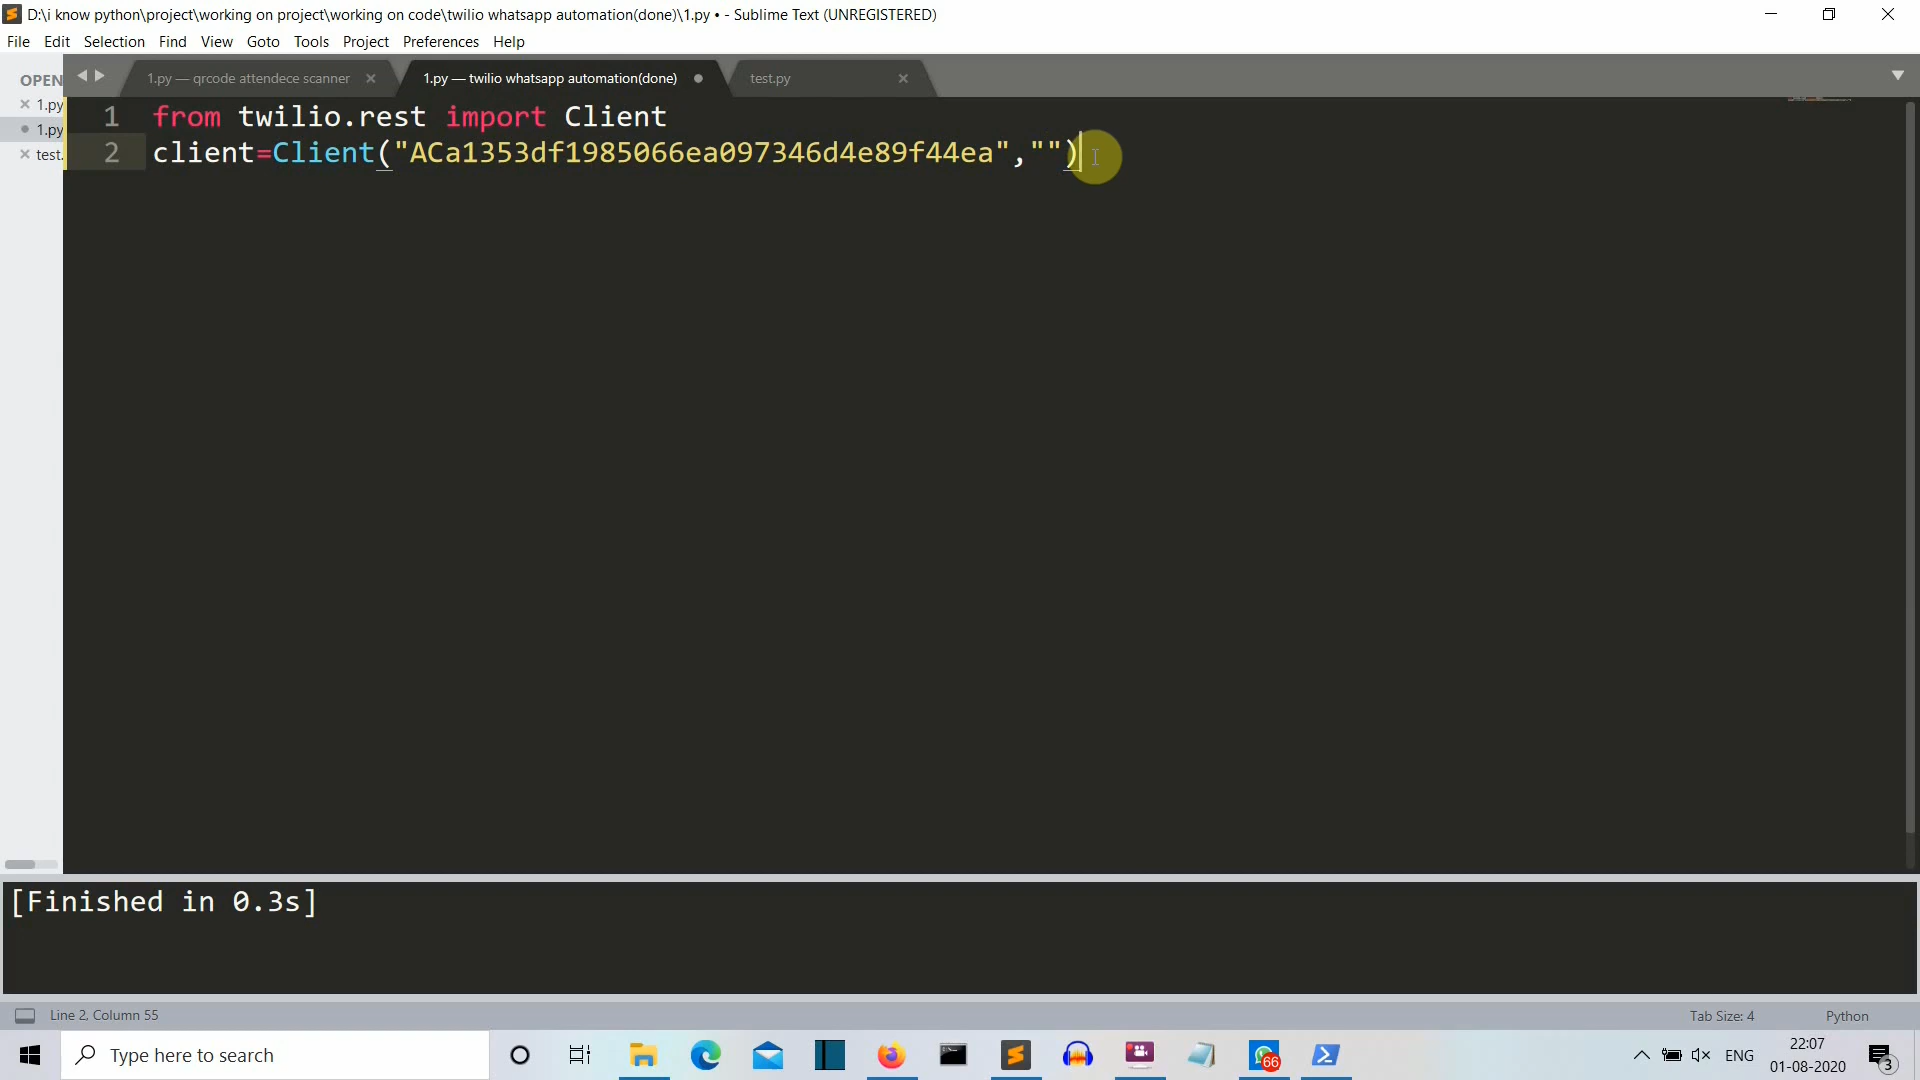 D:\i know python\project\working on project\working on code\twilio whatsapp automation(done)\1.py • - Sublime Text (UNREGISTERED)
File Edit Selection Find View Goto Tools Project Preferences Help
OPEN
1.py — qrcode attendece scanner
1.py — twilio whatsapp automation(done)
test.py
1.py
1.py
test.
1 from twilio.rest import Client
2 client=Client("ACa1353df1985066ea097346d4e89f44ea","")
[Finished in 0.3s]
Line 2, Column 55
Tab Size: 4
Python
Type here to search
66
ENG
22:07
01-08-2020
3